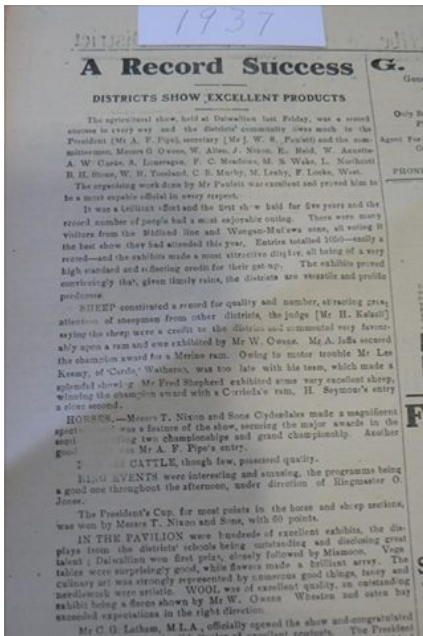 1937
A Record Success
G.
DISTRICTS SHOW EXCELLENT PRODUCTS
The agricultural show, held at Dalwallinu last Friday, was a record
success in every way and the districts' community owes much to the
President (Mr A. F. Pipe), secretary (Mr J. W. S. Paulett) and the com-
mitteemen, Messrs G. Owens, W. Allen, J. Nixon, E. Reid, W. Annetts
A. W. Clarke, A. Loneragan, F. C. Meadows, M. S. Wake, L. Northcott
B. H. Stone, W. H. Toseland, C. B. Murby, M. Leahy, F. Locke, West.
The organising work done by Mr Paulett was excellent and proved him to
be a most capable official in every respect.
It was a brilliant effort and the first show held for five years and the
record number of people had a most enjoyable outing. There were many
visitors from the Midland line and Wongan-Mullewa zone, all voting it
the best show they had attended this year. Entries totalled 1050—easily a
record—and the exhibits made a most attractive display, all being of a very
high standard and reflecting credit for their get-up. The exhibits proved
convincingly that, given timely rains, the districts are versatile and prolific
producers.
SHEEP constituted a record for quality and number, attracting great
attention of sheepmen from other districts, the judge (Mr H.
saying the sheep were a credit to the district and commented very favour-
ably upon a ram and ewe exhibited by Mr W. Owens. Mr A. Jaffa secured
the champion award for a Merino ram. Owing to motor trouble Mr Les
of Watheroo, was too late with his team, which made a
splendid showing. Mr Fred Shepherd exhibited some very excellent sheep,
winning the champion award with a Corriedale ram, H. Seymour's entry
a close second.
HORSES.—Messrs T. Nixon and Sons Clydesdales made a magnificent
was a feature of the show, securing the major awards in the
two championships and grand championship. Another
good Mr A. F. Pipe's entry.
CATTLE, though few, possessed quality.
RING EVENTS were interesting and amusing, the programme being
a good one throughout the afternoon, under direction of Ringmaster O.
Jones.
The President's Cup, for most points in the horse and sheep sections,
was won by Messrs T. Nixon and Sons, with 60 points.
IN THE PAVILION were hundreds of excellent exhibits, the dis-
plays from the districts' schools being outstanding and disclosing great
talent; Dalwallinu won first prize, closely followed by Miamoon. Vege
tables were surprisingly good, while flowers made a brilliant array. The
culinary art was strongly represented by numerous good things, fancy and
needlework were artistic. WOOL was of excellent quality, an outstanding
exhibit being a fleece shown by Mr W. Owens Wheaten and oaten hay
exceeded expectations in the right direction.
Mr C. G. Latham, M.L.A., officially opened the show and congratulated
The President